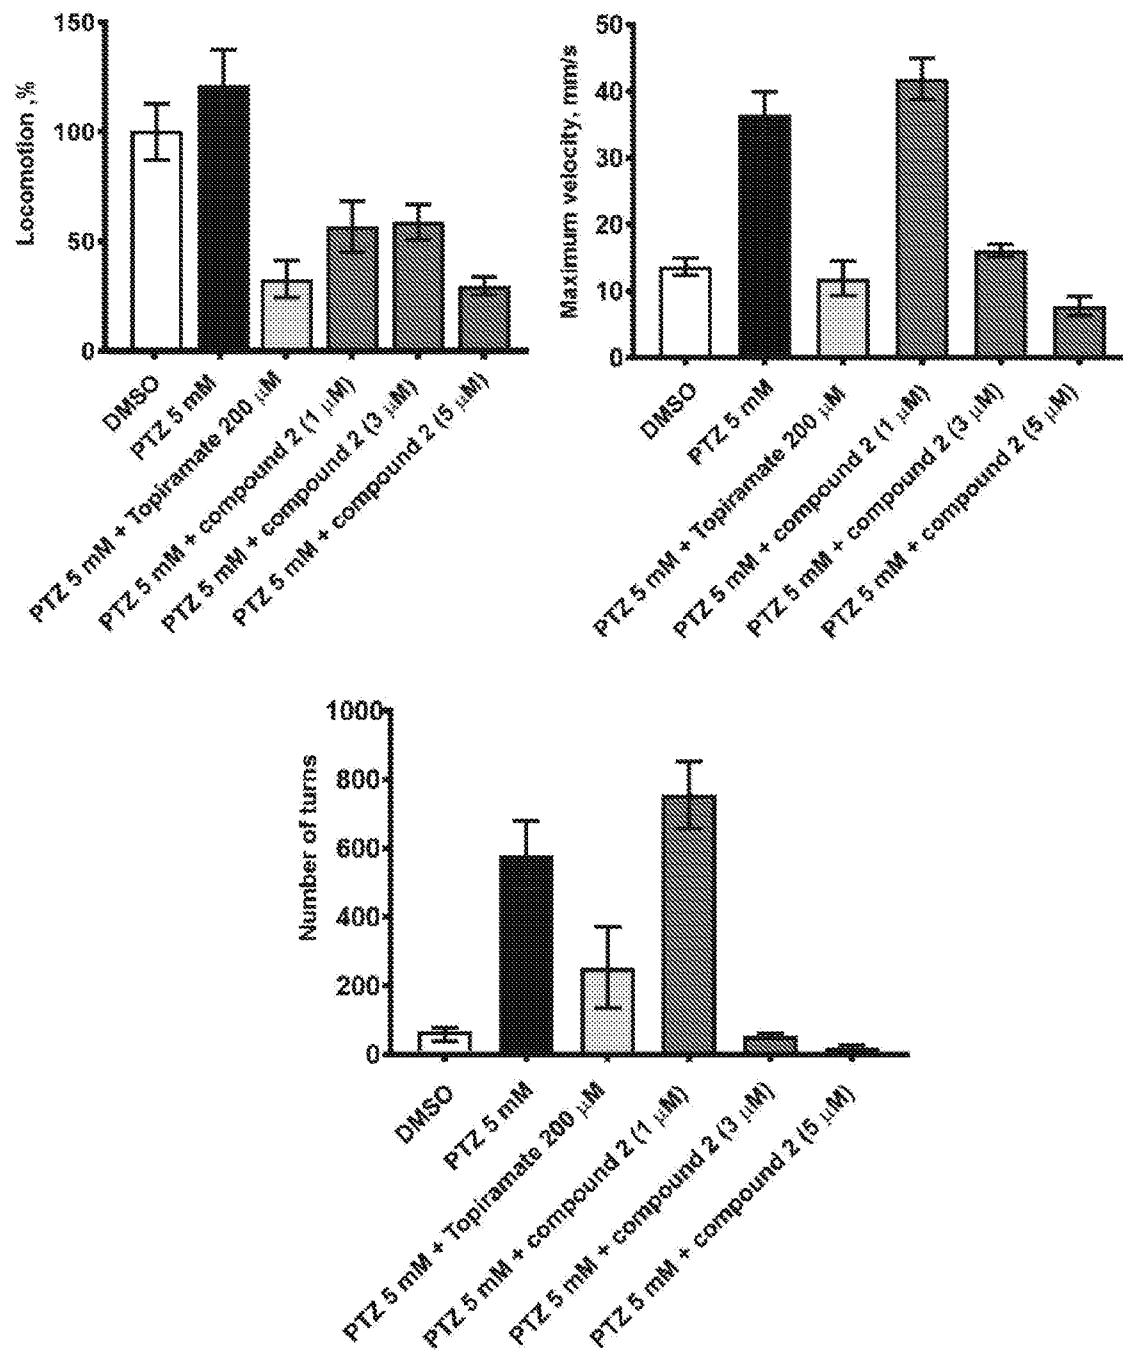 150
100
50
0
Locomotion ,%
DMSO
PTZ 5 mM
PTZ 5 mM + Topiramate 200 µM
PTZ 5 mM + compound 2 (1 µM)
PTZ 5 mM + compound 2 (3 µM)
PTZ 5 mM + compound 2 (5 µM)
50
40
30
20
10
0
Maximum velocity, mm/s
DMSO
PTZ 5 mM
PTZ 5 mM + Topiramate 200 µM
PTZ 5 mM + compound 2 (1 µM)
PTZ 5 mM + compound 2 (3 µM)
PTZ 5 mM + compound 2 (5 µM)
1000
800
600
400
200
0
Number of turns
DMSO
PTZ 5 mM
PTZ 5 mM + Topiramate 200 µM
PTZ 5 mM + compound 2 (1 µM)
PTZ 5 mM + compound 2 (3 µM)
PTZ 5 mM + compound 2 (5 µM)